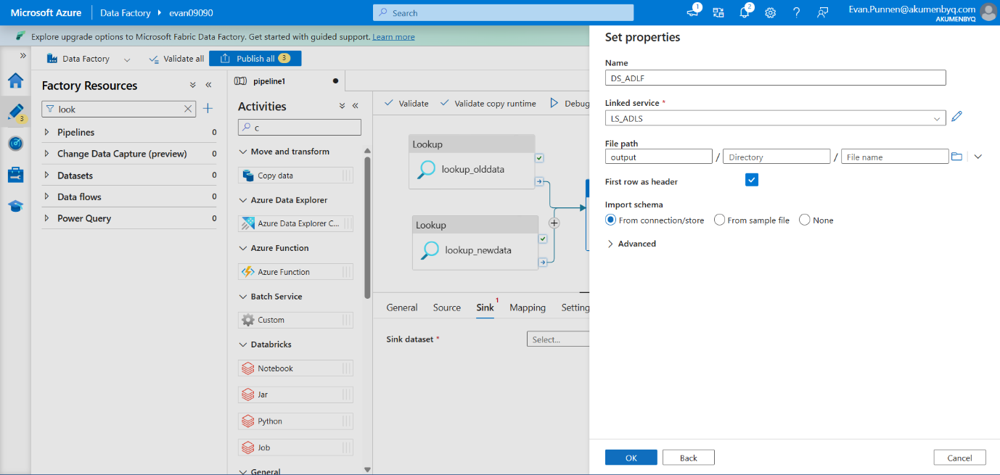 Microsoft Azure
Data Factory
evan09090
Search
1
2
Evan.Punnen@akumenbyq.com
AKUMENBYQ
Explore upgrade options to Microsoft Fabric Data Factory. Get started with guided support. Learn more
Data Factory
Validate all
Publish all 3
3
Factory Resources
look
Pipelines 0
Change Data Capture (preview) 0
Datasets 0
Data flows 0
Power Query 0
pipeline1
Activities
c
Move and transform
Copy data
Azure Data Explorer
Azure Data Explorer C...
Azure Function
Azure Function
Batch Service
Custom
Databricks
Notebook
Jar
Python
Job
General
Validate
Validate copy runtime
Debug
Lookup
lookup_olddata
Lookup
lookup_newdata
General
Source
Sink 1
Mapping
Setting
Sink dataset *
Select...
Set properties
Name
DS_ADLF
Linked service *
LS_ADLS
File path
output / Directory / File name
First row as header
Import schema
From connection/store
From sample file
None
Advanced
OK
Back
Cancel